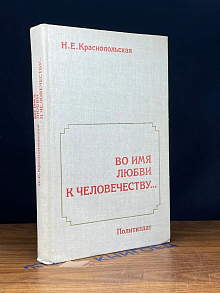 Н.Е.Краснопольская
ВО ИМЯ
ЛЮБВИ
К ЧЕЛОВЕЧЕСТВУ...
Политиздат